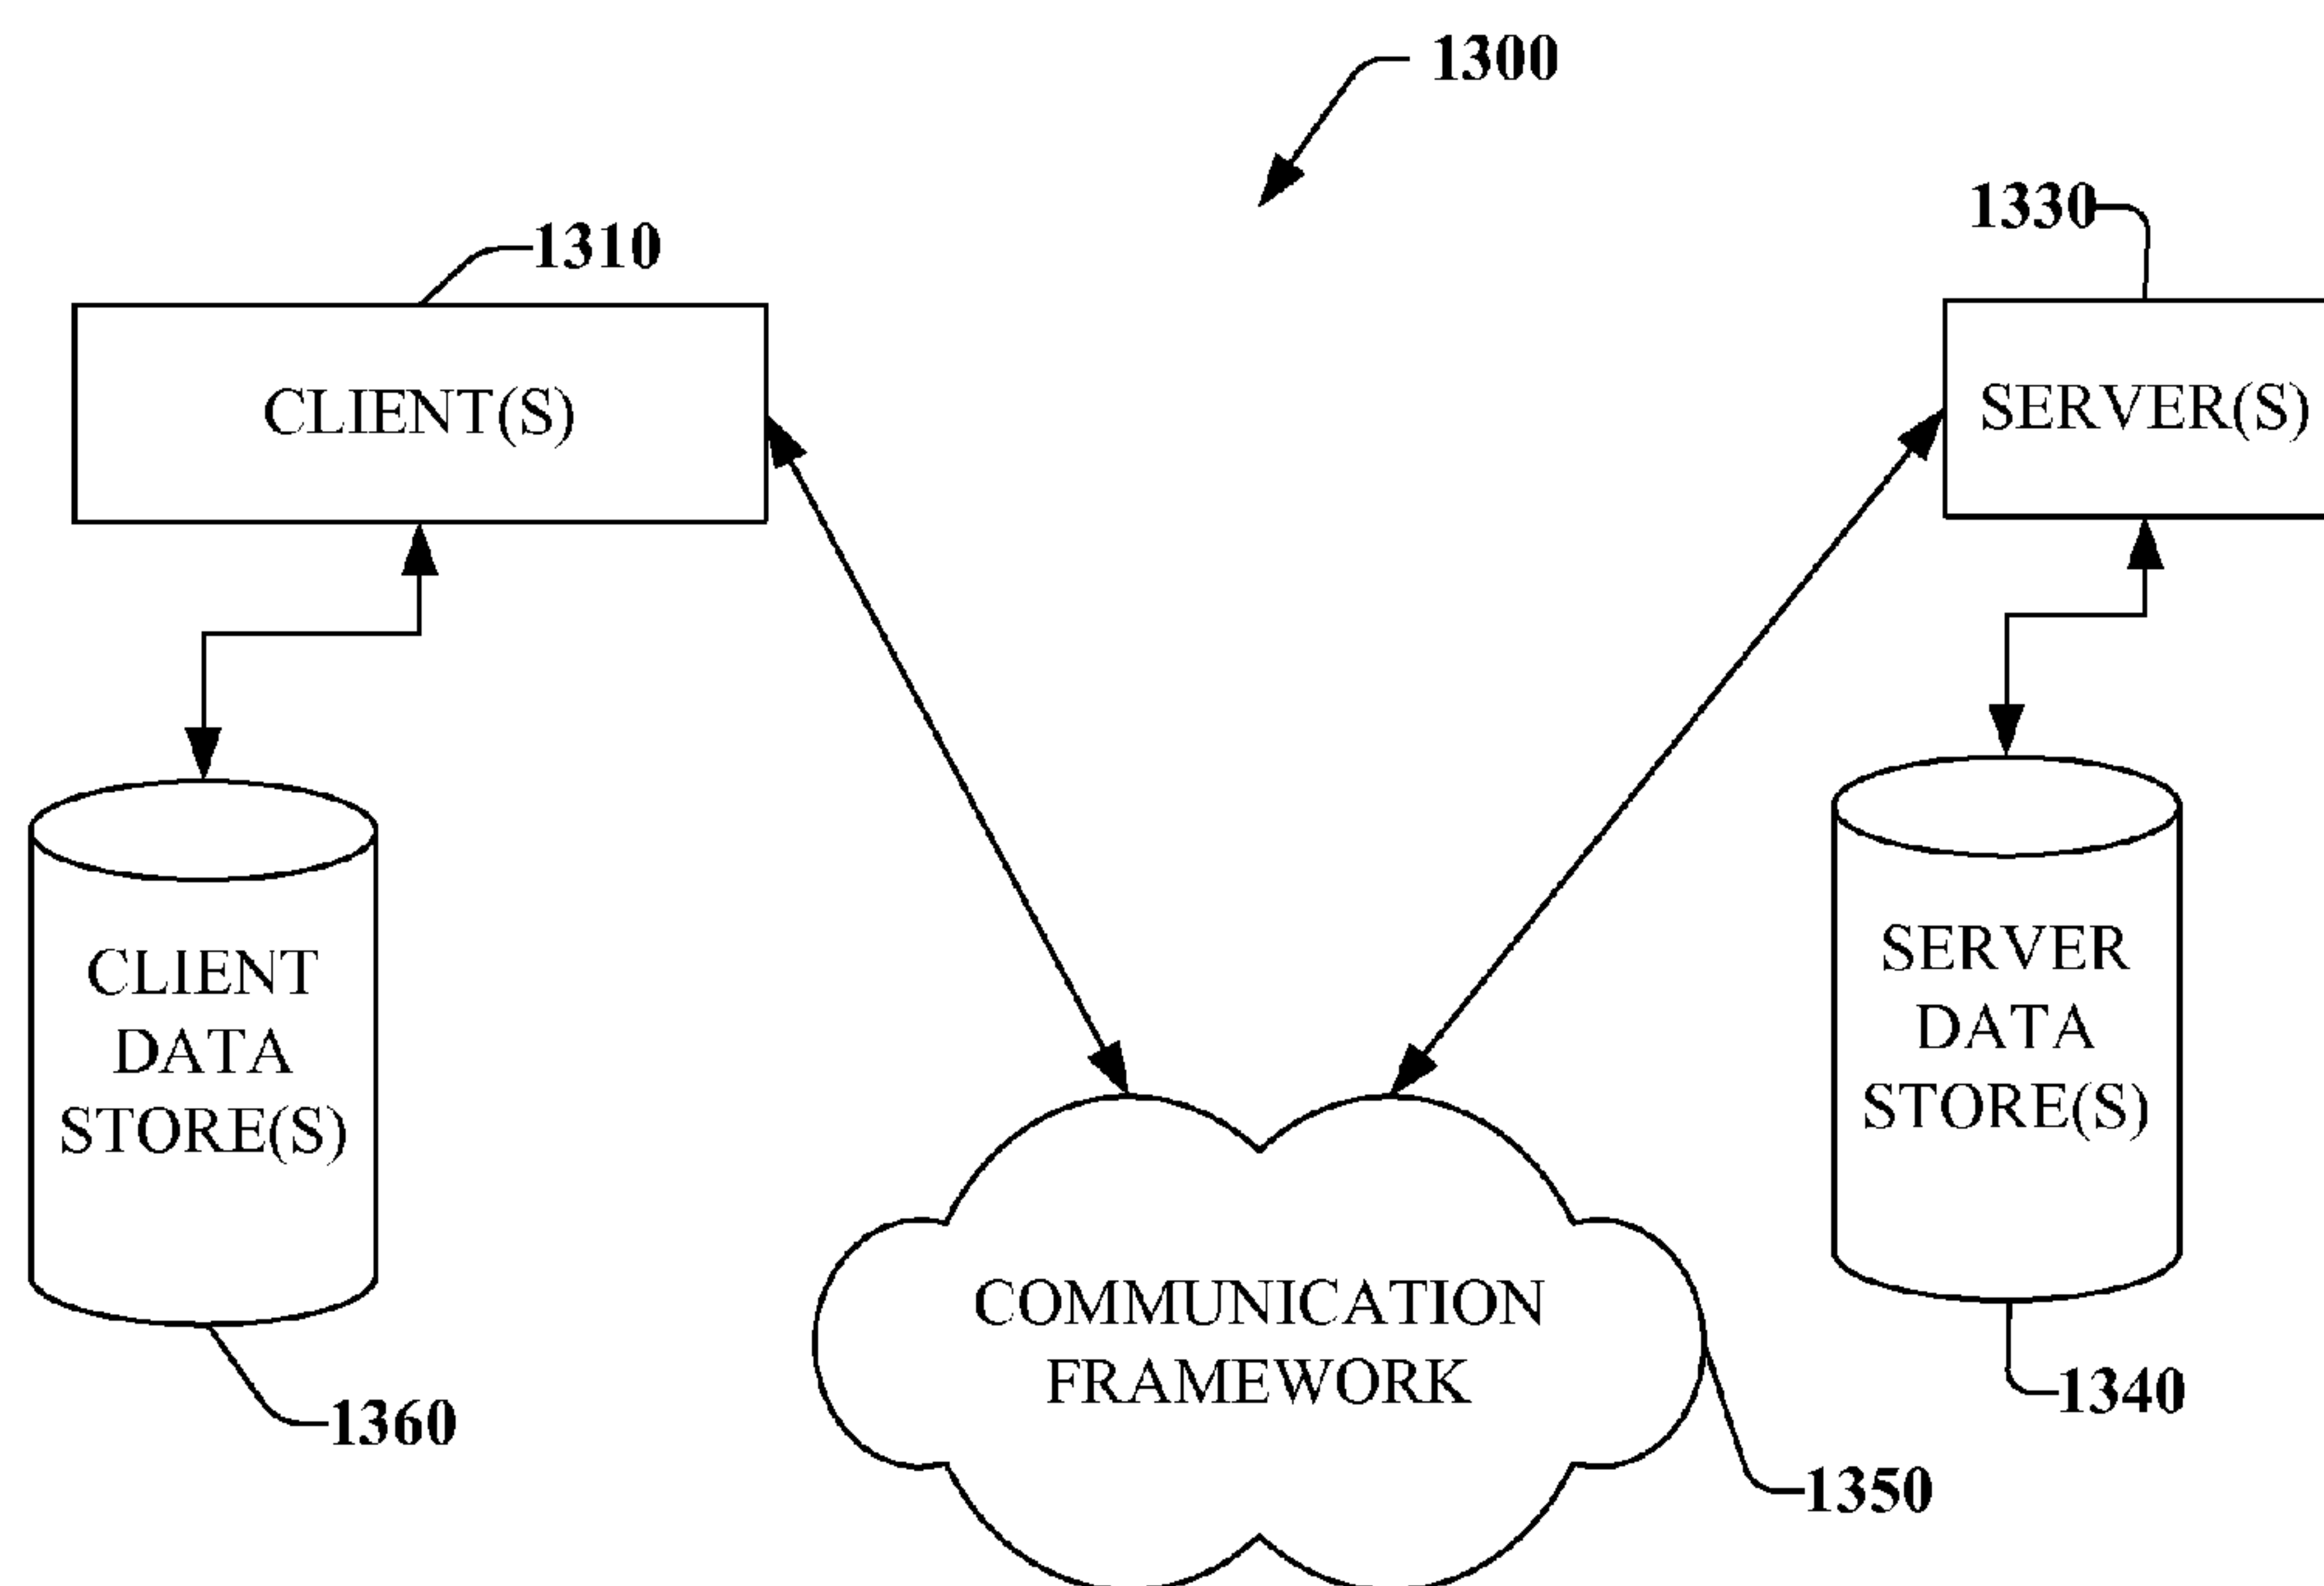 1300
1310
1330
CLIENT(S)
SERVER(S)
CLIENT
DATA
STORE(S)
SERVER
DATA
STORE(S)
COMMUNICATION
FRAMEWORK
1360
1340
1350